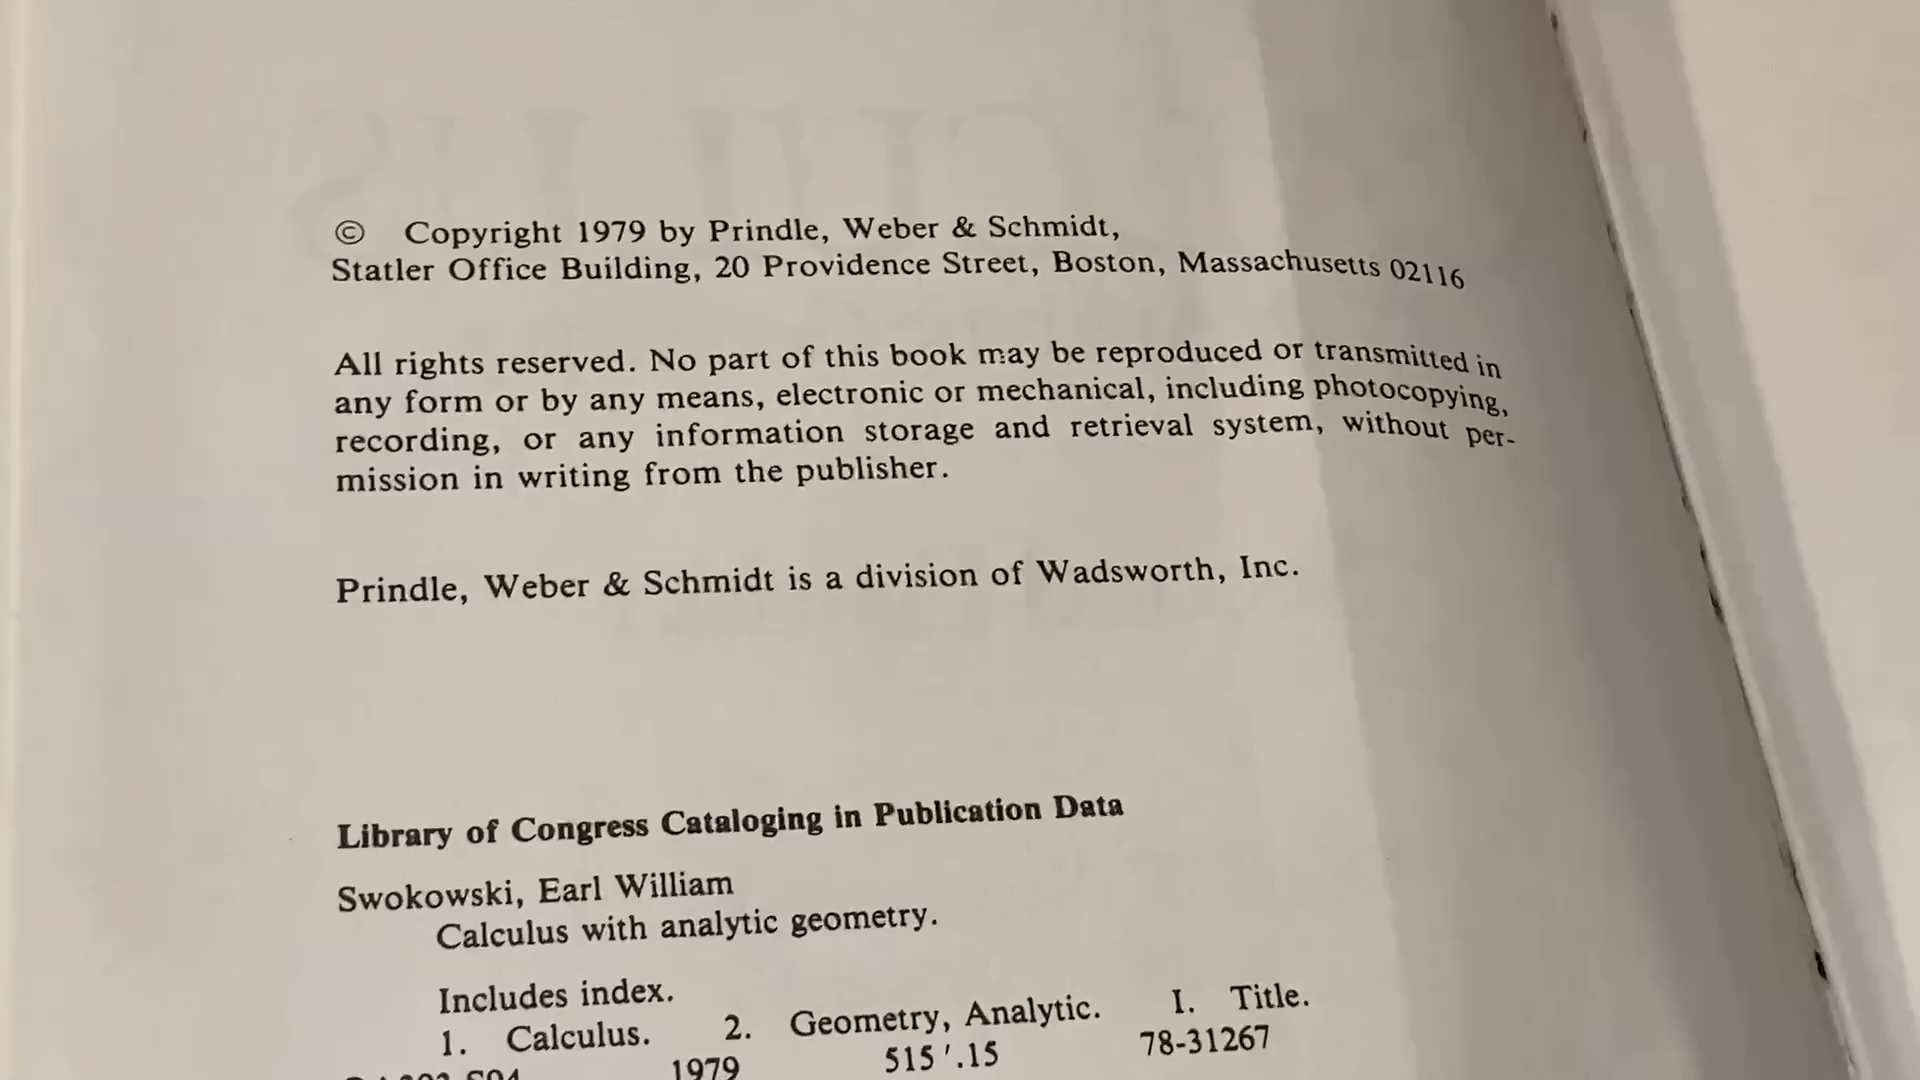 © Copyright 1979 by Prindle, Weber & Schmidt,
Statler Office Building, 20 Providence Street, Boston, Massachusetts 02116
All rights reserved. No part of this book may be reproduced or transmitted in
any form or by any means, electronic or mechanical, including photocopying,
recording, or any information storage and retrieval system, without per-
mission in writing from the publisher.
Prindle, Weber & Schmidt is a division of Wadsworth, Inc.
Library of Congress Cataloging in Publication Data
Swokowski, Earl William
Calculus with analytic geometry.
Includes index.
1. Calculus. 2. Geometry, Analytic. I. Title.
1979 515'.15 78-31267